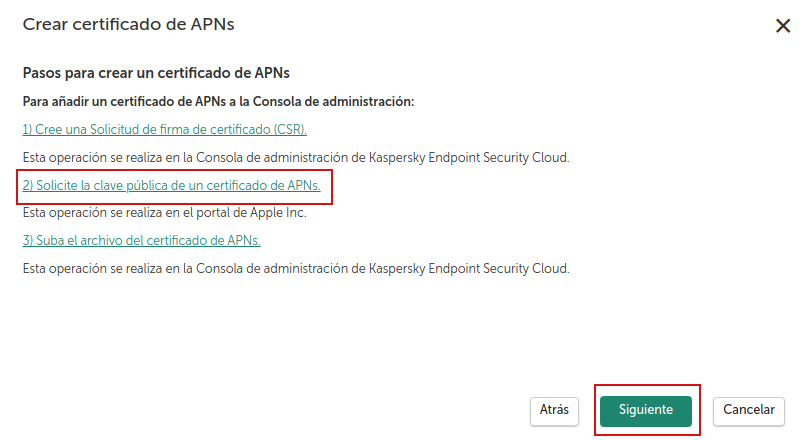 Crear certificado de APNs
Pasos para crear un certificado de APNs
Para añadir un certificado de APNs a la Consola de administración:
1) Cree una Solicitud de firma de certificado (CSR).
Esta operación se realiza en la Consola de administración de Kaspersky Endpoint Security Cloud.
2) Solicite la clave pública de un certificado de APNs.
Esta operación se realiza en el portal de Apple Inc.
3) Suba el archivo del certificado de APNs.
Esta operación se realiza en la Consola de administración de Kaspersky Endpoint Security Cloud.
Atrás Siguiente Cancelar